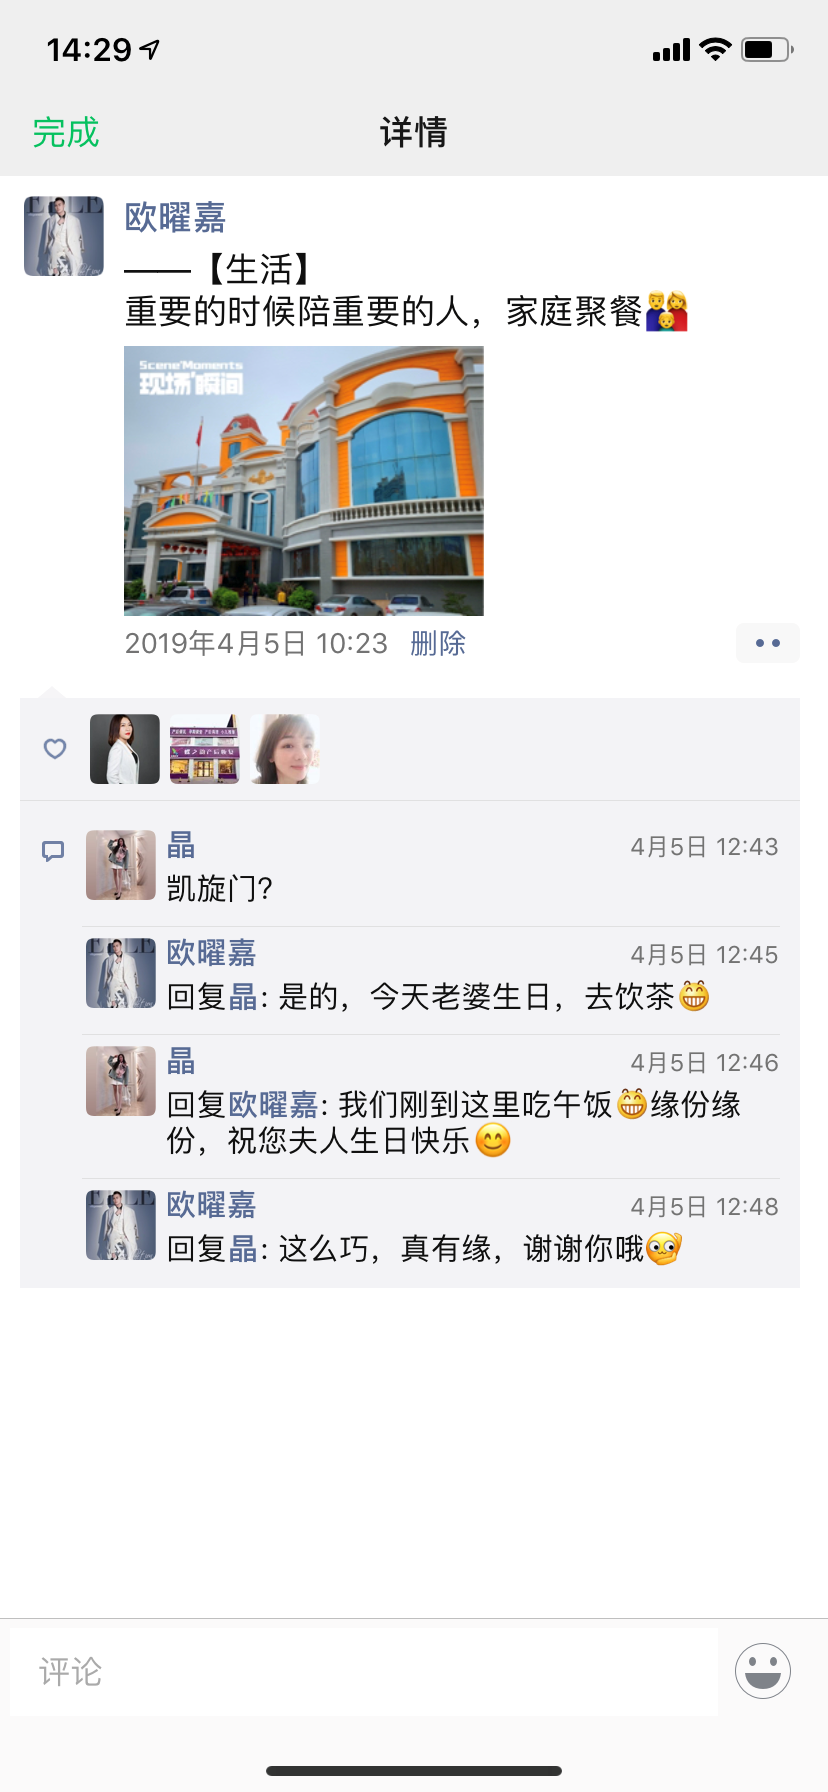 14:29
完成
详情
欧曜嘉
——【生活】
重要的时候陪重要的人，家庭聚餐👨‍👩‍👦
Scene'Moments
现场'瞬间
2019年4月5日 10:23 删除
晶
4月5日 12:43
凯旋门?
欧曜嘉
4月5日 12:45
回复晶: 是的，今天老婆生日，去饮茶😁
晶
4月5日 12:46
回复欧曜嘉: 我们刚到这里吃午饭😁缘份缘
份，祝您夫人生日快乐😊
欧曜嘉
4月5日 12:48
回复晶: 这么巧，真有缘，谢谢你哦
评论